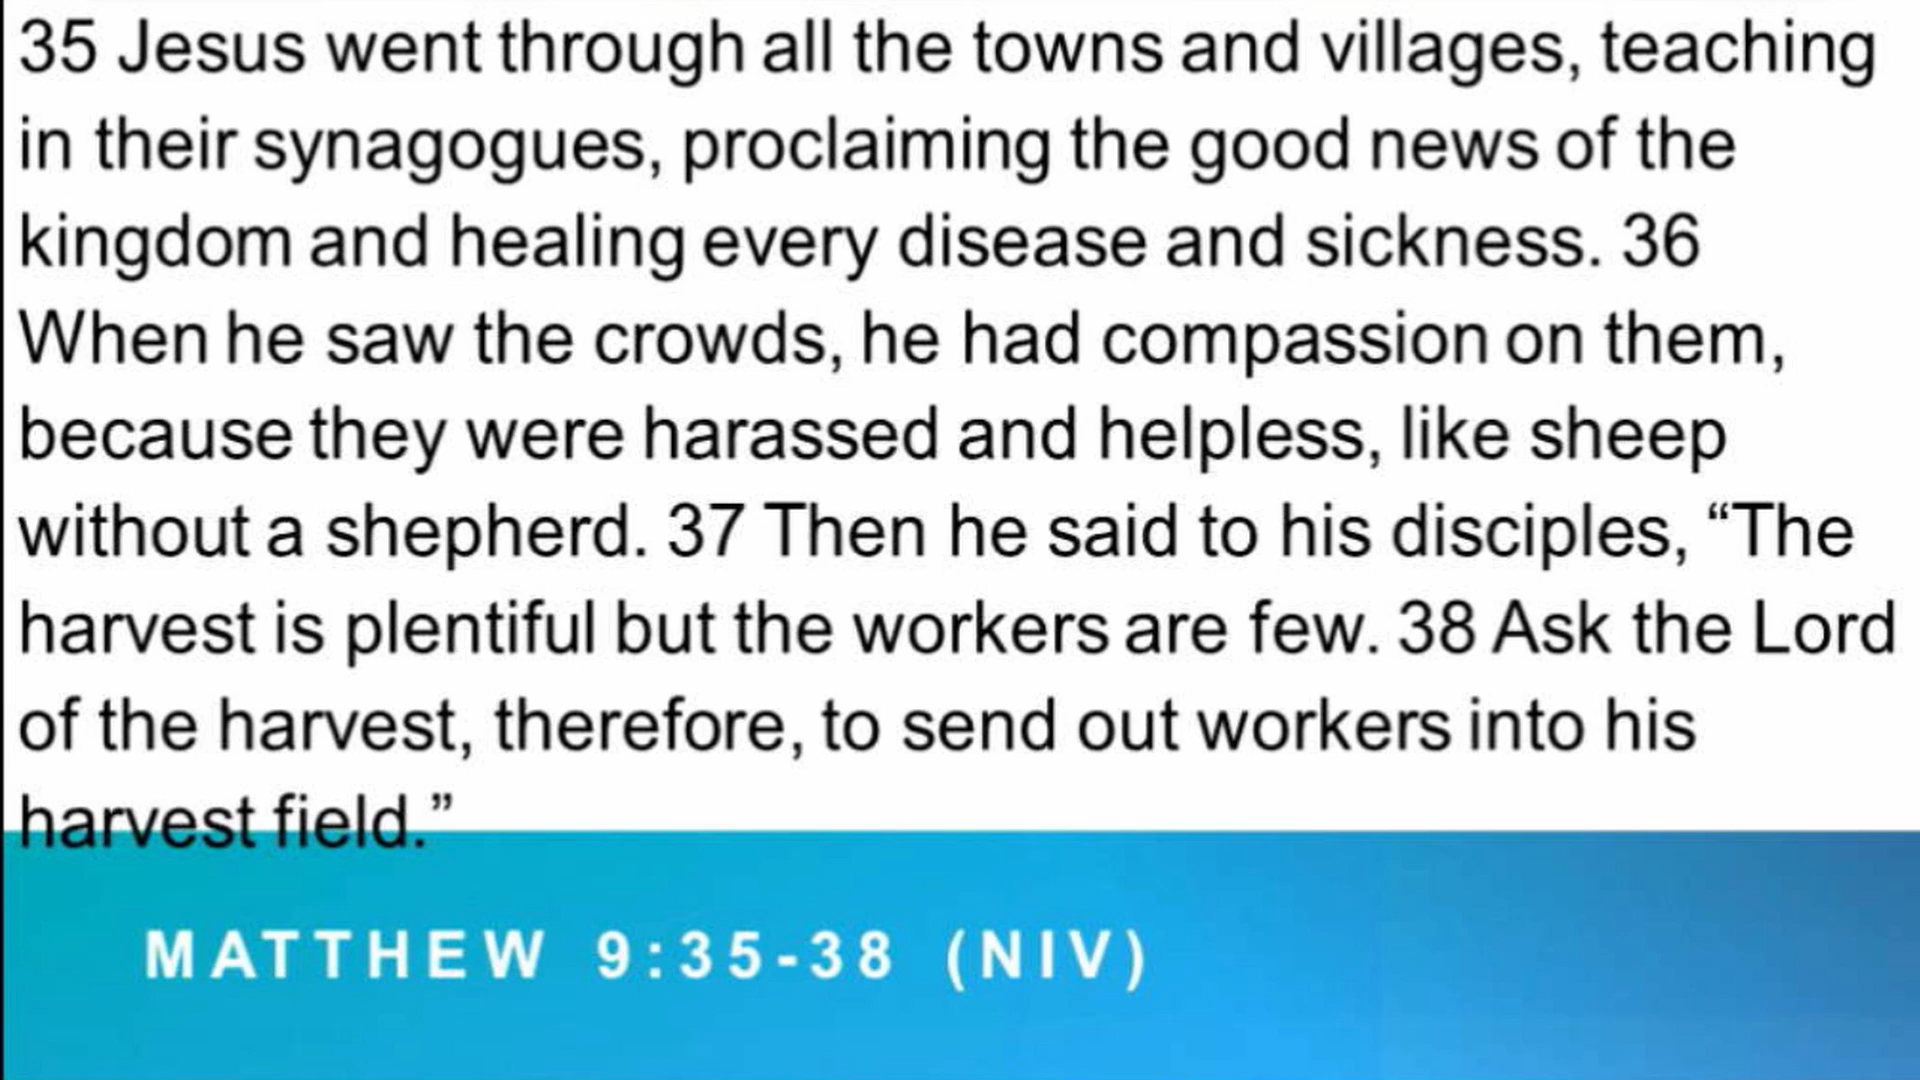 35 Jesus went through all the towns and villages, teaching
in their synagogues, proclaiming the good news of the
kingdom and healing every disease and sickness. 36
When he saw the crowds, he had compassion on them,
because they were harassed and helpless, like sheep
without a shepherd. 37 Then he said to his disciples, “The
harvest is plentiful but the workers are few. 38 Ask the Lord
of the harvest, therefore, to send out workers into his
harvest field.”
MATTHEW 9:35-38 (NIV)